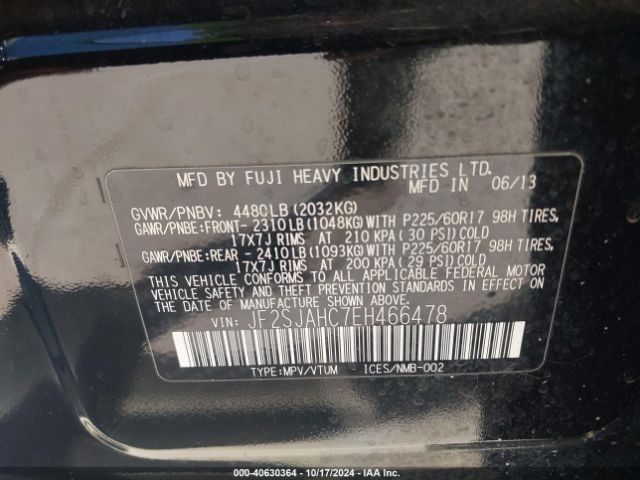 MFD BY FUJI HEAVY INDUSTRIES LTD.
MFD IN 06/13
GVWR/PNBV: 4480LB(2032KG)
GAWR/PNBE:FRONT- 2310LB(1048KG)WITH P225/60R17 98H TIRES,
17X7J RIMS AT 210 KPA(30 PSI)COLD
GAWR/PNBE:REAR - 2410LB(1093KG)WITH P225/60R17 98H TIRES,
17X7J RIMS AT 200 KPA(29 PSI)COLD
THIS VEHICLE CONFORMS TO ALL APPLICABLE FEDERAL MOTOR
VEHICLE SAFETY AND BUMPER STANDARDS IN EFFECT ON
THE DATE OF MANUFACTURE SHOWN ABOVE.
VIN: JF2SJAHC7EH466478
TYPE:MPV/VTUM ICES/NMB-002
000-40630364 - 10/17/2024 - IAA Inc.